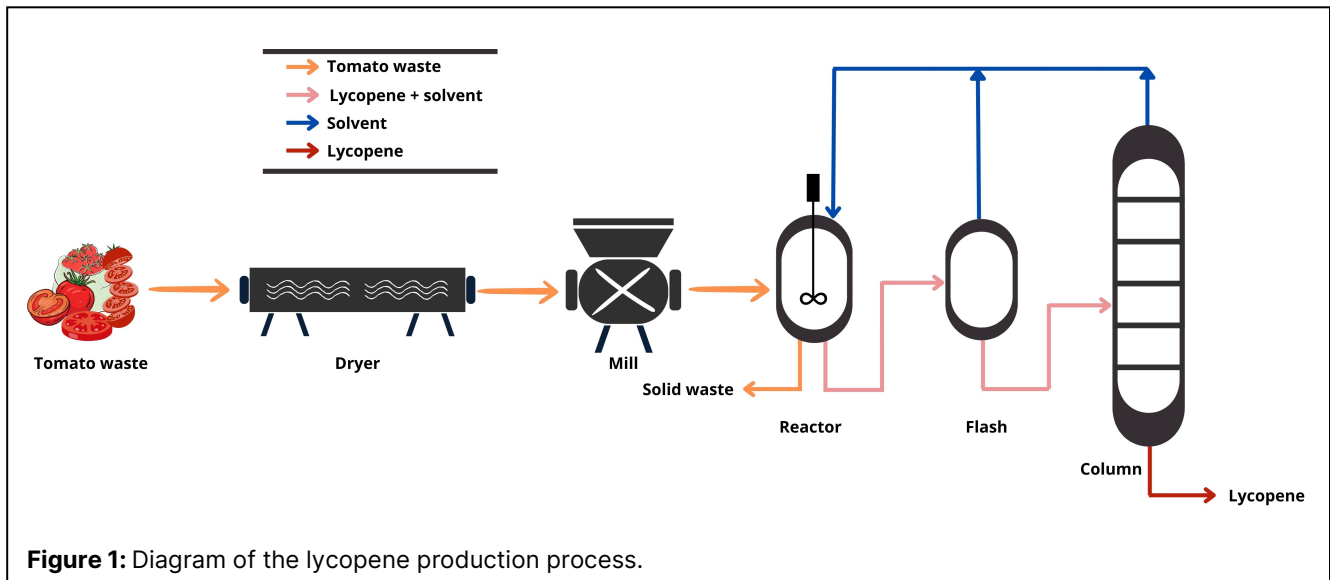 Tomato waste
Lycopene + solvent
Solvent
Lycopene
Tomato waste
Dryer
Mill
Solid waste
Reactor
Flash
Column
Lycopene
Figure 1: Diagram of the lycopene production process.